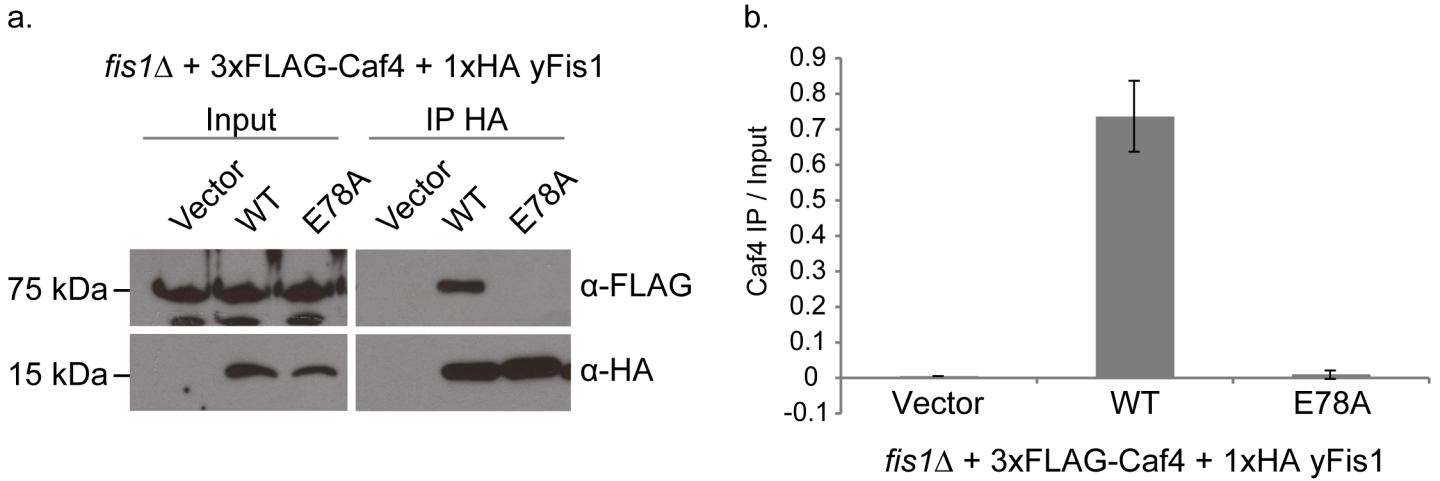 a.
fis1Δ + 3xFLAG-Caf4 + 1xHA yFis1
Input IP HA
Vector WT E78A Vector WT E78A
75 kDa α-FLAG
15 kDa α-HA
b.
Caf4 IP / Input
0.9
0.8
0.7
0.6
0.5
0.4
0.3
0.2
0.1
0
-0.1
Vector WT E78A
fis1Δ + 3xFLAG-Caf4 + 1xHA yFis1